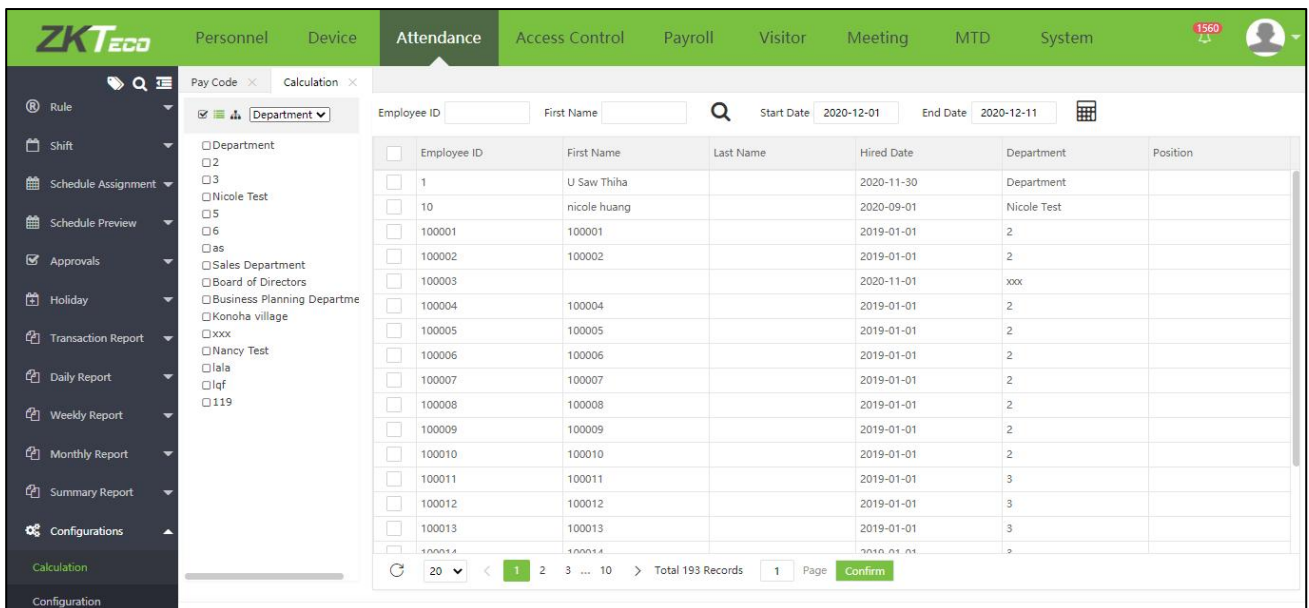 ZKTeco Personnel Device Attendance Access Control Payroll Visitor Meeting MTD System 1560
Pay Code Calculation
Rule
Shift
Schedule Assignment
Schedule Preview
Approvals
Holiday
Transaction Report
Daily Report
Weekly Report
Monthly Report
Summary Report
Configurations
Calculation
Configuration
Department
Department
2
3
Nicole Test
5
6
as
Sales Department
Board of Directors
Business Planning Departme
Konoha village
xxx
Nancy Test
lala
lqf
119
Employee ID First Name Start Date 2020-12-01 End Date 2020-12-11
Employee ID First Name Last Name Hired Date Department Position
1 U Saw Thiha 2020-11-30 Department
10 nicole huang 2020-09-01 Nicole Test
100001 100001 2019-01-01 2
100002 100002 2019-01-01 2
100003 2020-11-01 xxx
100004 100004 2019-01-01 2
100005 100005 2019-01-01 2
100006 100006 2019-01-01 2
100007 100007 2019-01-01 2
100008 100008 2019-01-01 2
100009 100009 2019-01-01 2
100010 100010 2019-01-01 2
100011 100011 2019-01-01 3
100012 100012 2019-01-01 3
100013 100013 2019-01-01 3
100014 100014 2019-01-01
20 < 1 2 3 ... 10 > Total 193 Records 1 Page Confirm